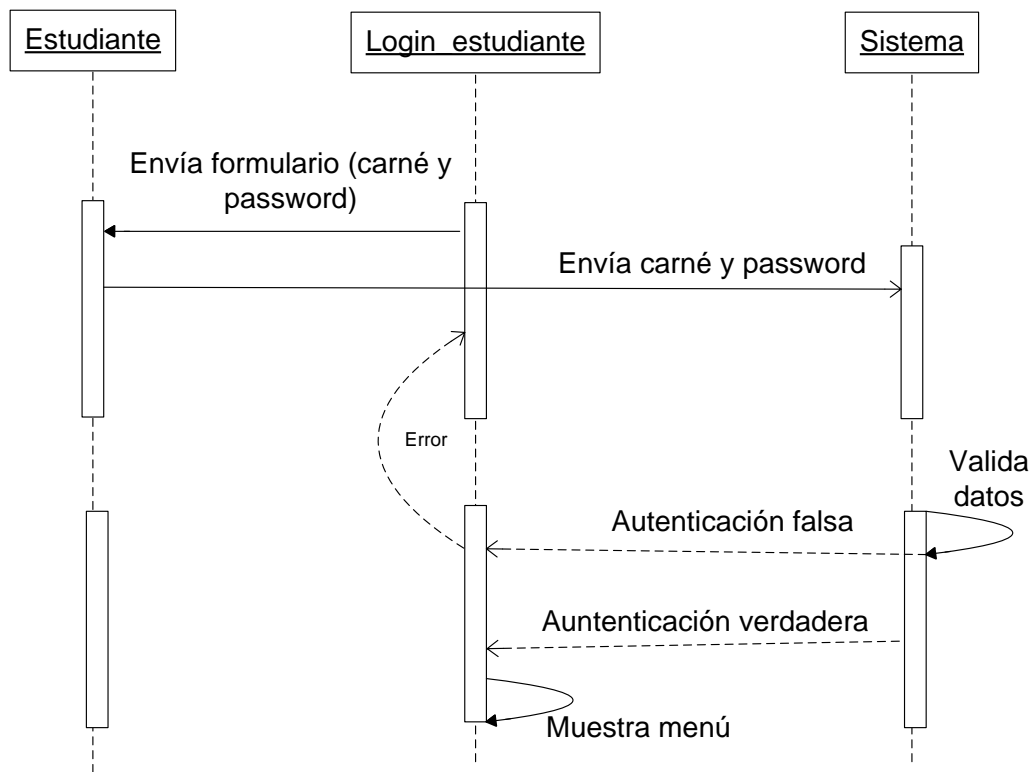 Estudiante
Login_estudiante
Sistema
Envía formulario (carné y
password)
Envía carné y password
Error
Valida
datos
Autenticación falsa
Auntenticación verdadera
Muestra menú